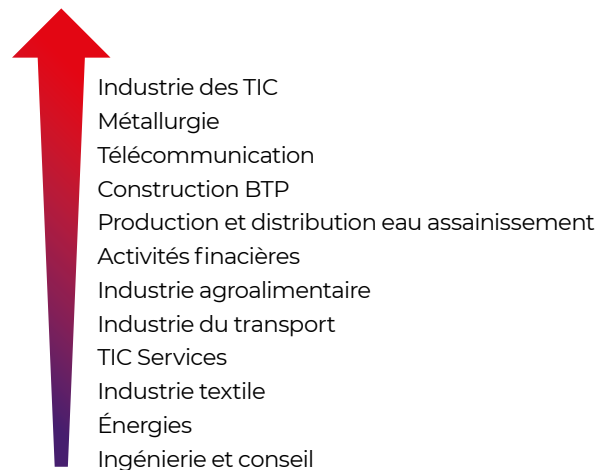 Industrie des TIC
Métallurgie
Télécommunication
Construction BTP
Production et distribution eau assainissement
Activités finacières
Industrie agroalimentaire
Industrie du transport
TIC Services
Industrie textile
Énergies
Ingénierie et conseil